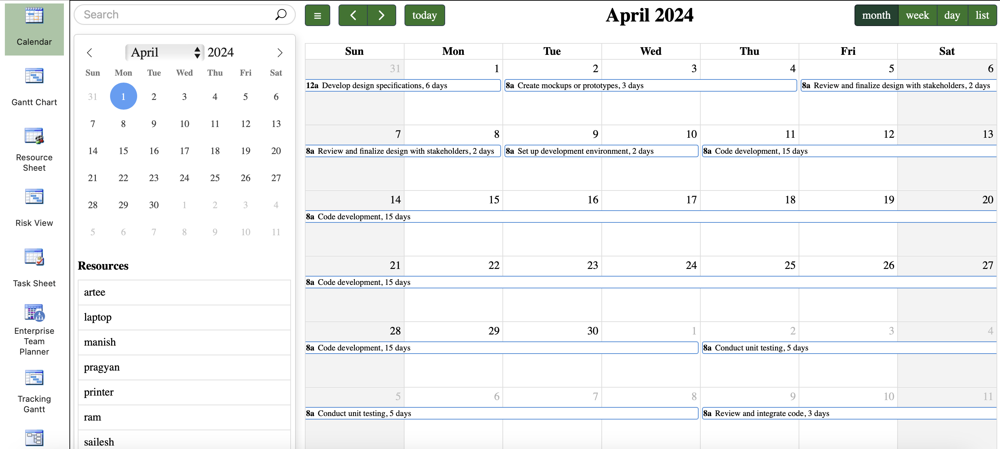 Calendar
Gantt Chart
Resource
Sheet
Risk View
Task Sheet
Enterprise
Team
Planner
Tracking
Gantt
Search
April 2024
Sun Mon Tue Wed Thu Fri Sat
31 1 2 3 4 5 6
7 8 9 10 11 12 13
14 15 16 17 18 19 20
21 22 23 24 25 26 27
28 29 30 1 2 3 4
5 6 7 8 9 10 11
Resources
artee
laptop
manish
pragyan
printer
ram
sailesh
today
April 2024
month week day list
Sun Mon Tue Wed Thu Fri Sat
31 1 2 3 4 5 6
12a Develop design specifications, 6 days 8a Create mockups or prototypes, 3 days 8a Review and finalize design with stakeholders, 2 days
7 8 9 10 11 12 13
8a Review and finalize design with stakeholders, 2 days 8a Set up development environment, 2 days 8a Code development, 15 days
14 15 16 17 18 19 20
8a Code development, 15 days
21 22 23 24 25 26 27
8a Code development, 15 days
28 29 30 1 2 3 4
8a Code development, 15 days 8a Conduct unit testing, 5 days
5 6 7 8 9 10 11
8a Conduct unit testing, 5 days 8a Review and integrate code, 3 days